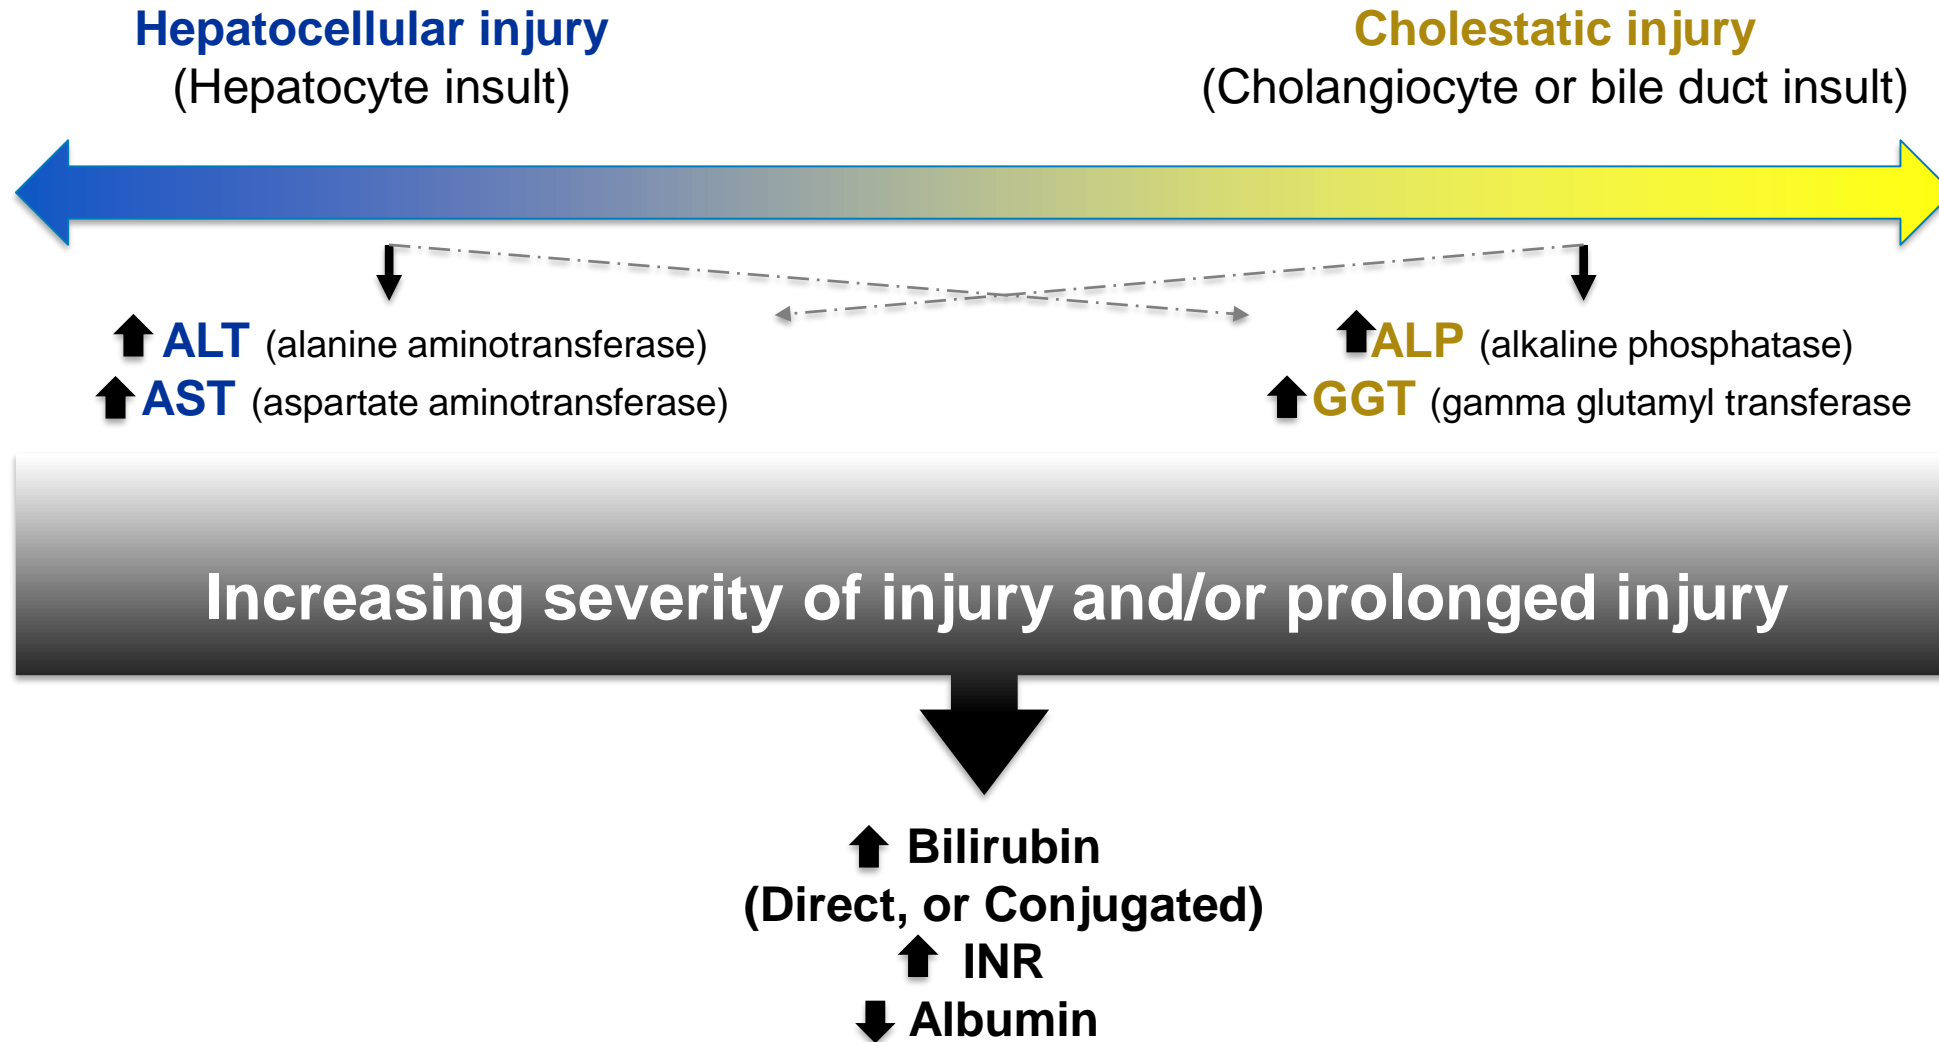 Hepatocellular injury
(Hepatocyte insult)
Cholestatic injury
(Cholangiocyte or bile duct insult)
ALT (alanine aminotransferase)
AST (aspartate aminotransferase)
ALP (alkaline phosphatase)
GGT (gamma glutamyl transferase
Increasing severity of injury and/or prolonged injury
Bilirubin
(Direct, or Conjugated)
INR
Albumin